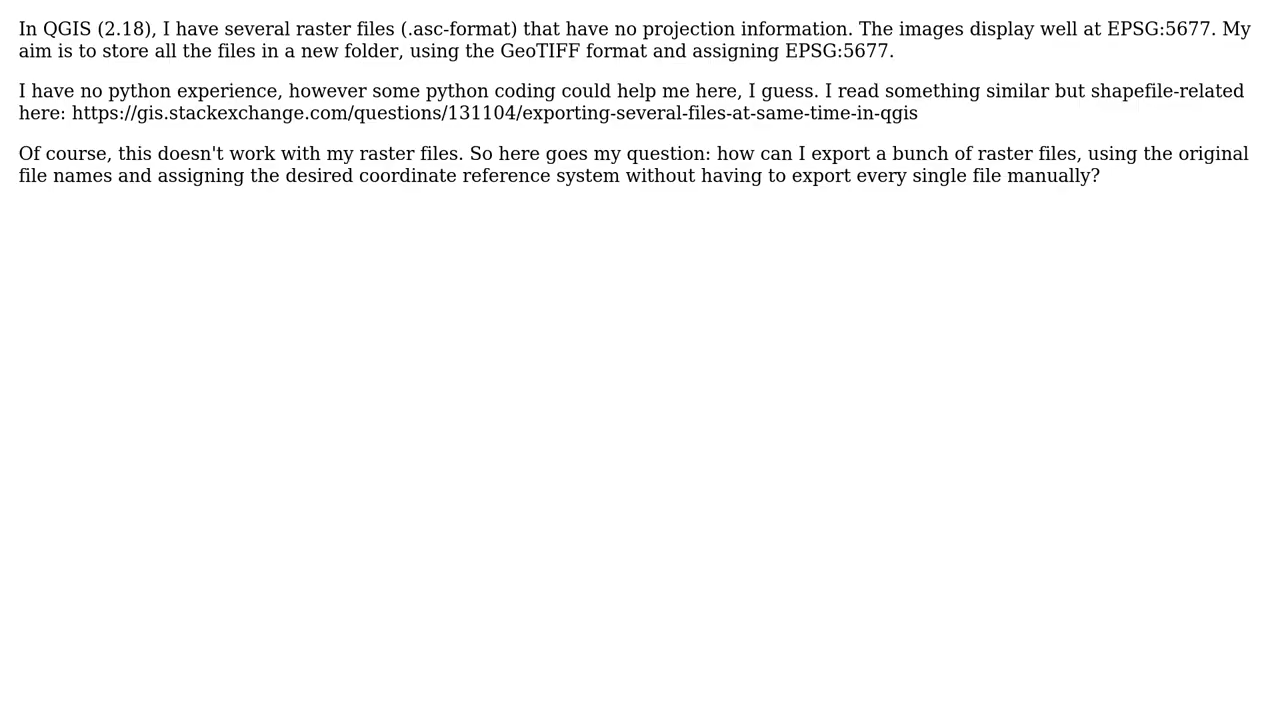 In QGIS (2.18), I have several raster files (.asc-format) that have no projection information. The images display well at EPSG:5677. My
aim is to store all the files in a new folder, using the GeoTIFF format and assigning EPSG:5677.
I have no python experience, however some python coding could help me here, I guess. I read something similar but shapefile-related
here: https://gis.stackexchange.com/questions/131104/exporting-several-files-at-same-time-in-qgis
Of course, this doesn't work with my raster files. So here goes my question: how can I export a bunch of raster files, using the original
file names and assigning the desired coordinate reference system without having to export every single file manually?